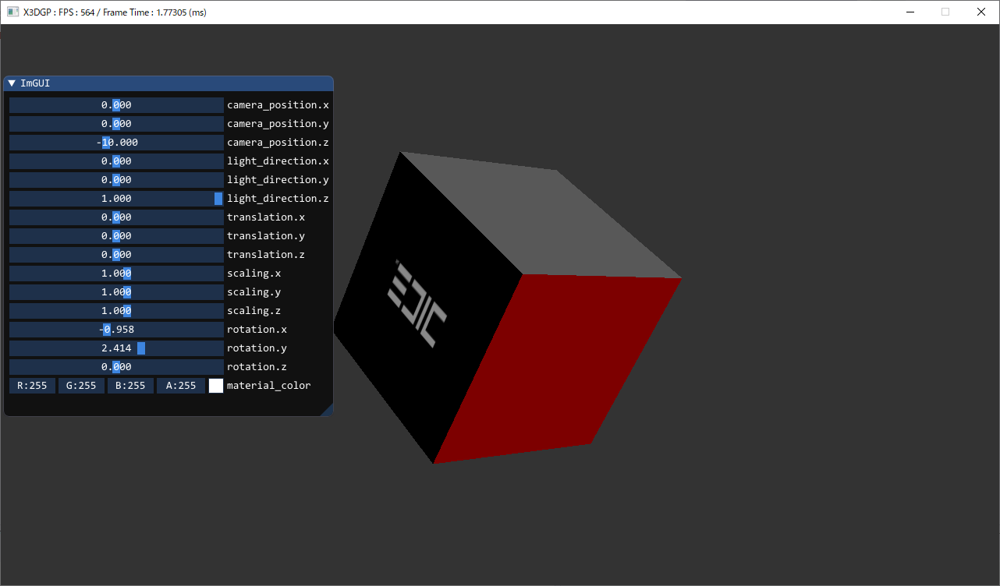 X3DGP : FPS : 564 / Frame Time : 1.77305 (ms)
ImGUI
0.000 camera_position.x
0.000 camera_position.y
-10.000 camera_position.z
0.000 light_direction.x
0.000 light_direction.y
1.000 light_direction.z
0.000 translation.x
0.000 translation.y
0.000 translation.z
1.000 scaling.x
1.000 scaling.y
1.000 scaling.z
-0.958 rotation.x
2.414 rotation.y
0.000 rotation.z
R:255 G:255 B:255 A:255 material_color